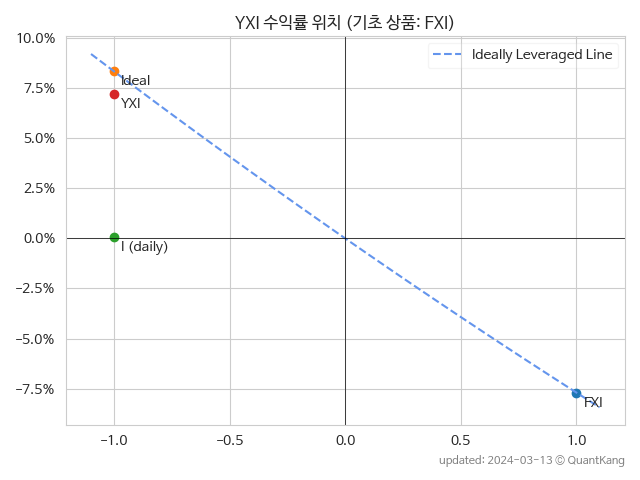 YXI 수익률 위치 (기초 상품: FXI)
10.0%
7.5%
5.0%
2.5%
0.0%
−2.5%
−5.0%
−7.5%
Ideally Leveraged Line
Ideal
YXI
I (daily)
FXI
−1.0
−0.5
0.0
0.5
1.0
updated: 2024-03-13 © QuantKang